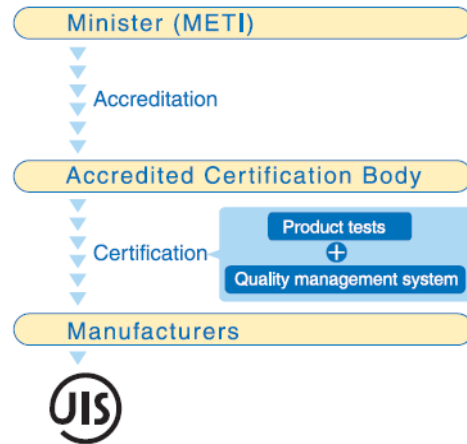 Minister (METI)
Accreditation
Accredited Certification Body
Certification
Product tests
+
Quality management system
Manufacturers
JIS